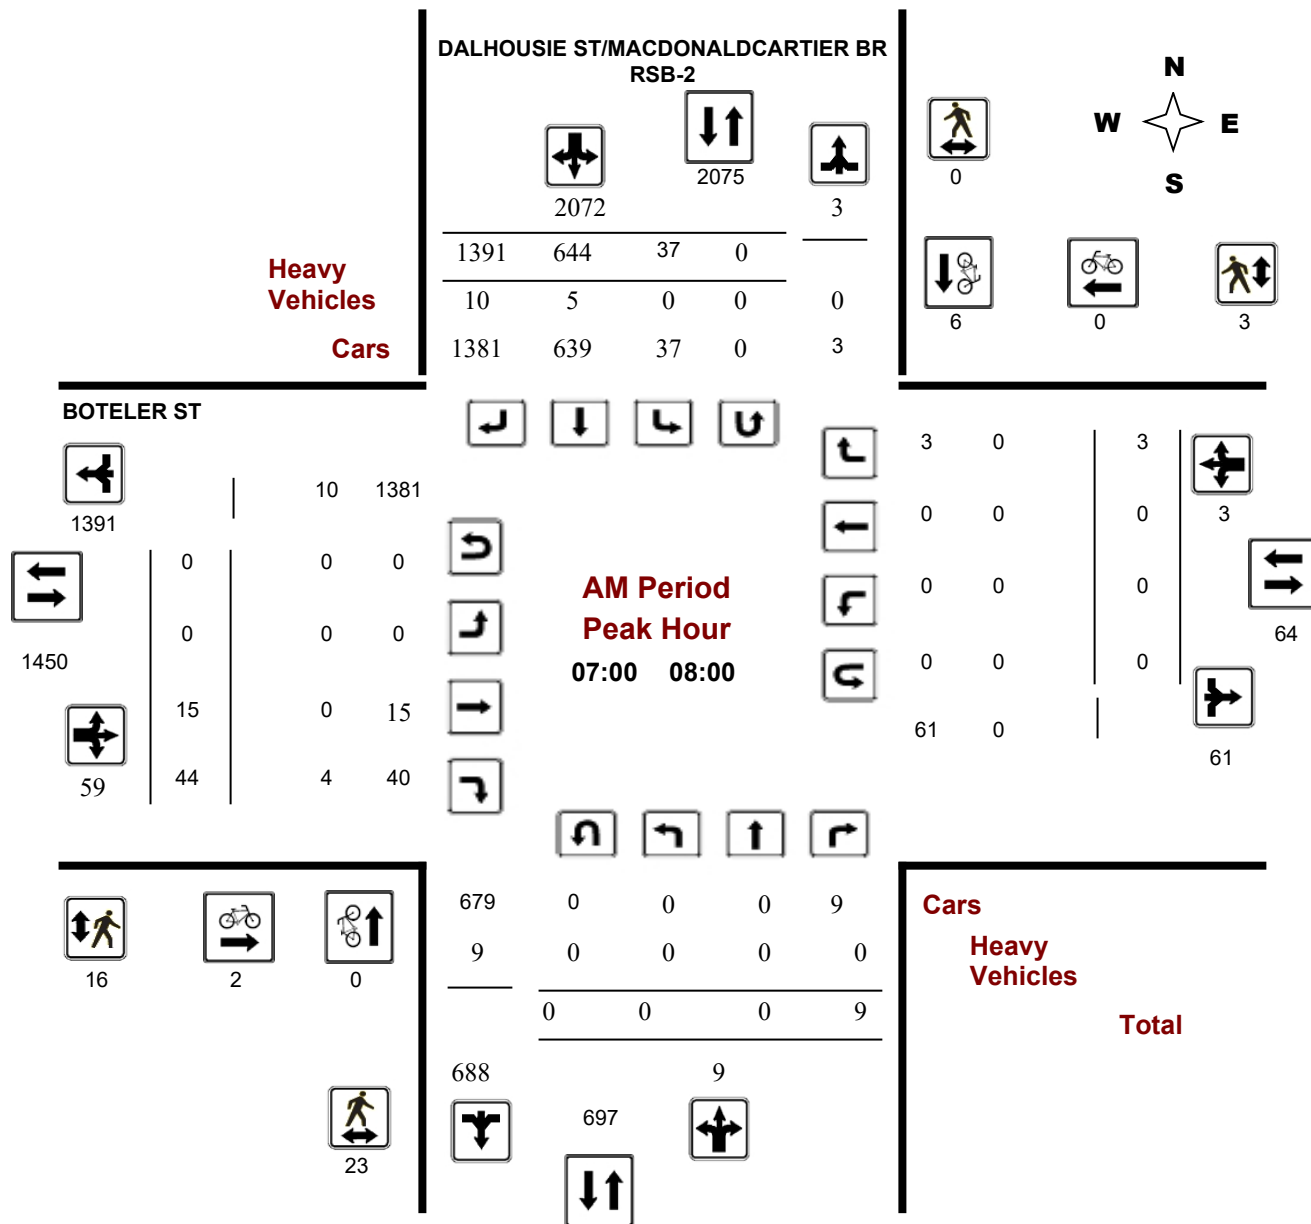 DALHOUSIE ST/MACDONALDCARTIER BR
RSB-2
N
W E
S
2075
0
2072 3
1391 644 37 0
Heavy
Vehicles
10 5 0 0 0
6 0 3
Cars
1381 639 37 0 3
BOTELER ST
3 0 3
10 1381
1391
0 0 0 3
0 0 0
AM Period
0 0 0
Peak Hour
0 0 0
64
1450
07:00 08:00
0 0 0
15 0 15
61 0
61
59
44 4 40
679 0 0 0 9
Cars
9 0 0 0 0
Heavy
Vehicles
16 2 0
0 0 0 9
Total
688 9
697
23